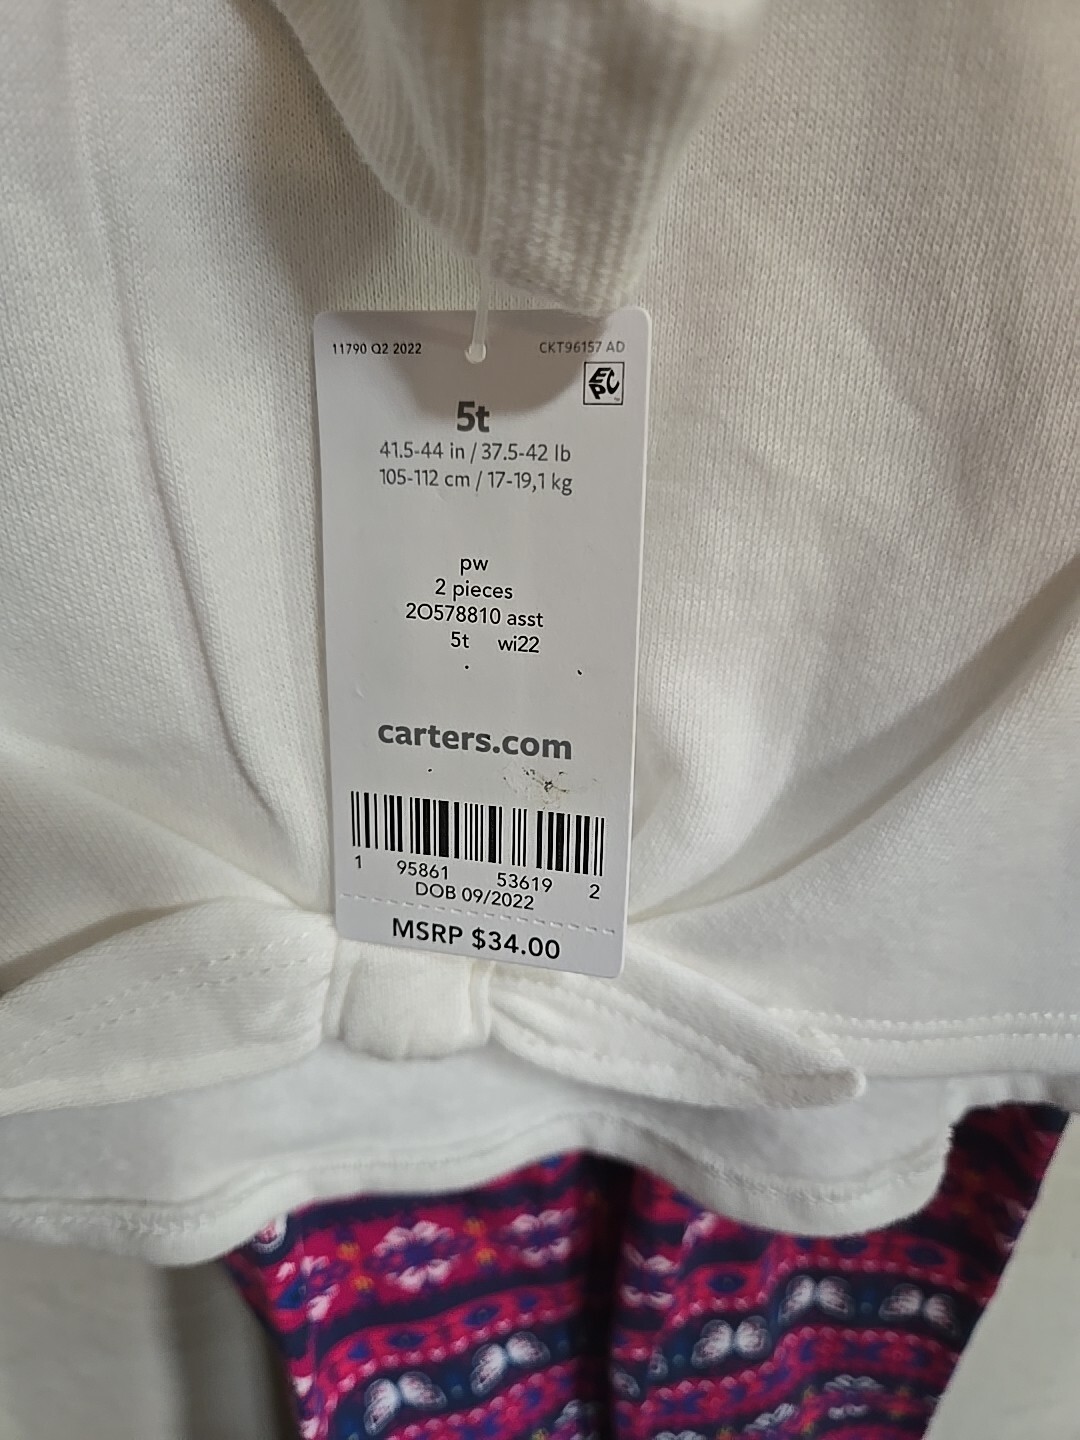 11790 Q2 2022
CKT96157 AD
EPC
5t
41.5-44 in / 37.5-42 lb
105-112 cm / 17-19,1 kg
pw
2 pieces
2O578810 asst
5t wi22
carters.com
1 95861 53619 2
DOB 09/2022
MSRP $34.00